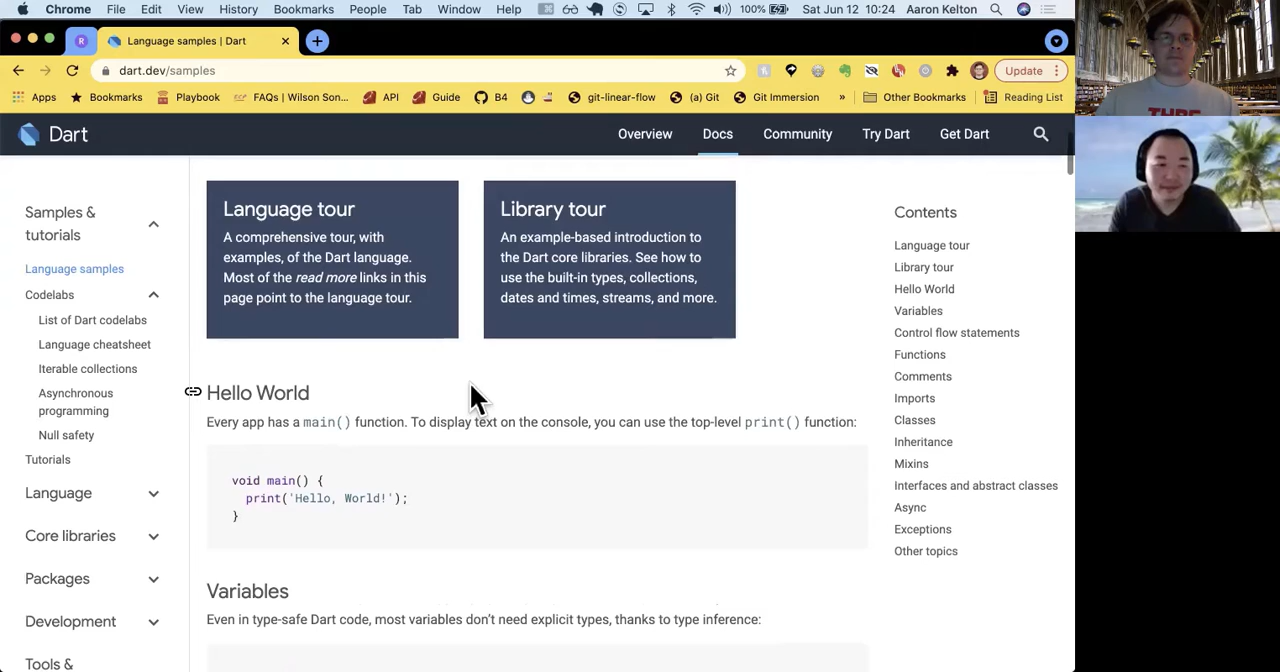 Chrome File Edit View History Bookmarks People Tab Window Help 100% Sat Jun 12 10:24 Aaron Kelton
R Language samples | Dart
dart.dev/samples Update
Apps Bookmarks Playbook FAQs | Wilson Son... API Guide B4 git-linear-flow (a) Git Git Immersion » Other Bookmarks Reading List
Dart Overview Docs Community Try Dart Get Dart
Samples &
tutorials
Language samples
Codelabs
List of Dart codelabs
Language cheatsheet
Iterable collections
Asynchronous
programming
Null safety
Tutorials
Language
Core libraries
Packages
Development
Tools &
Language tour
A comprehensive tour, with
examples, of the Dart language.
Most of the read more links in this
page point to the language tour.
Library tour
An example-based introduction to
the Dart core libraries. See how to
use the built-in types, collections,
dates and times, streams, and more.
Hello World
Every app has a main() function. To display text on the console, you can use the top-level print() function:
void main() {
print('Hello, World!');
}
Variables
Even in type-safe Dart code, most variables don't need explicit types, thanks to type inference:
Contents
Language tour
Library tour
Hello World
Variables
Control flow statements
Functions
Comments
Imports
Classes
Inheritance
Mixins
Interfaces and abstract classes
Async
Exceptions
Other topics